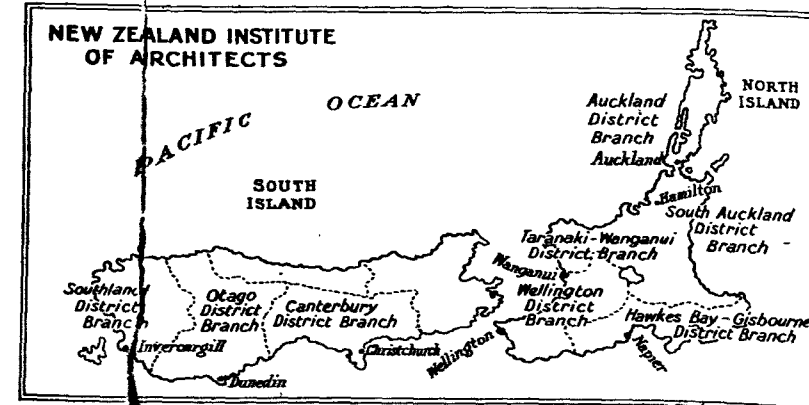 NEW ZEALAND INSTITUTE
OF ARCHITECTS
PACIFIC OCEAN
NORTH
ISLAND
Auckland
District
Branch
Auckland
SOUTH
ISLAND
Hamilton
South Auckland
District
Branch
Taranaki-Wanganui
District Branch
Wanganui
Wellington
District
Branch
Southland
District
Branch
Otago
District
Branch
Canterbury
District Branch
Hawkes Bay-Gisbourne
District Branch
Invercargill
Christchurch
Wellington
Napier
Dunedin